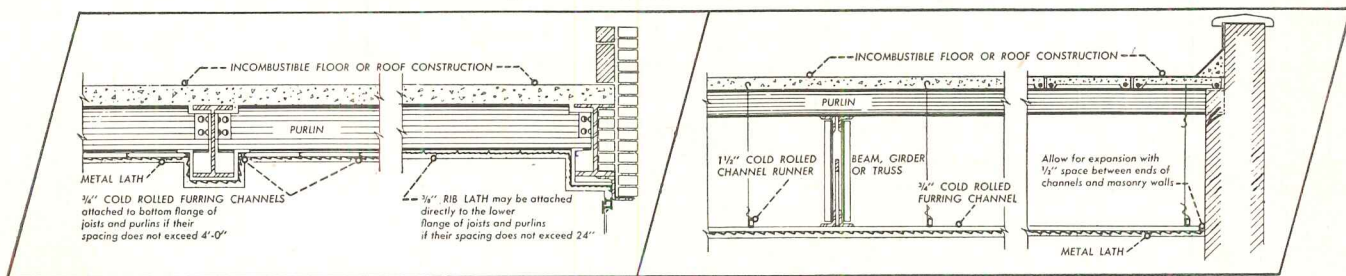 INCOMBUSTIBLE FLOOR OR ROOF CONSTRUCTION
PURLIN
METAL LATH
3/4" COLD ROLLED FURRING CHANNELS
attached to bottom flange of
joists and purlins if their
spacing does not exceed 4'-0"
3/8" RIB LATH may be attached
directly to the lower
flange of joists and purlins
if their spacing does not exceed 24"
INCOMBUSTIBLE FLOOR OR ROOF CONSTRUCTION
PURLIN
1 1/2" COLD ROLLED
CHANNEL RUNNER
BEAM, GIRDER
OR TRUSS
3/4" COLD ROLLED
FURRING CHANNEL
Allow for expansion with
1/2" space between ends of
channels and masonry walls
METAL LATH